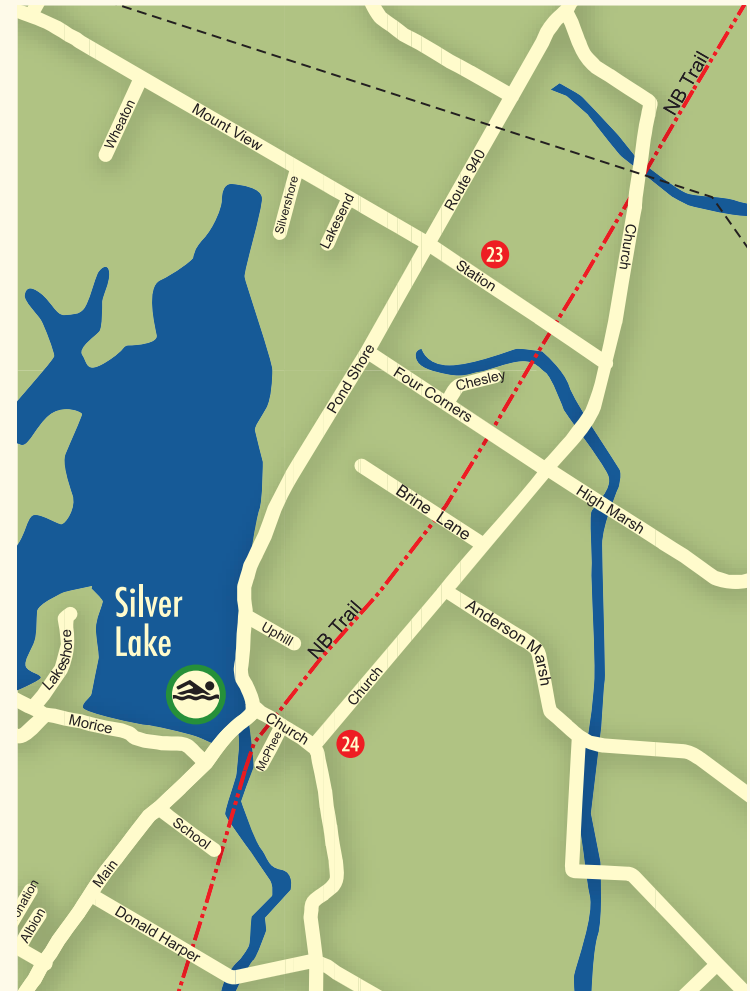 NB Trail
Wheaton
Mount View
Route 940
Silvershore
Lakesend
Church
23
Station
Pond Shore
Chesley
Four Corners
Brine Lane
High Marsh
Silver
Lake
Anderson Marsh
NB Trail
Uphill
Lakeshore
Church
Morice
Church
McPhee
24
School
Main
Donald Harper
onation
Albion